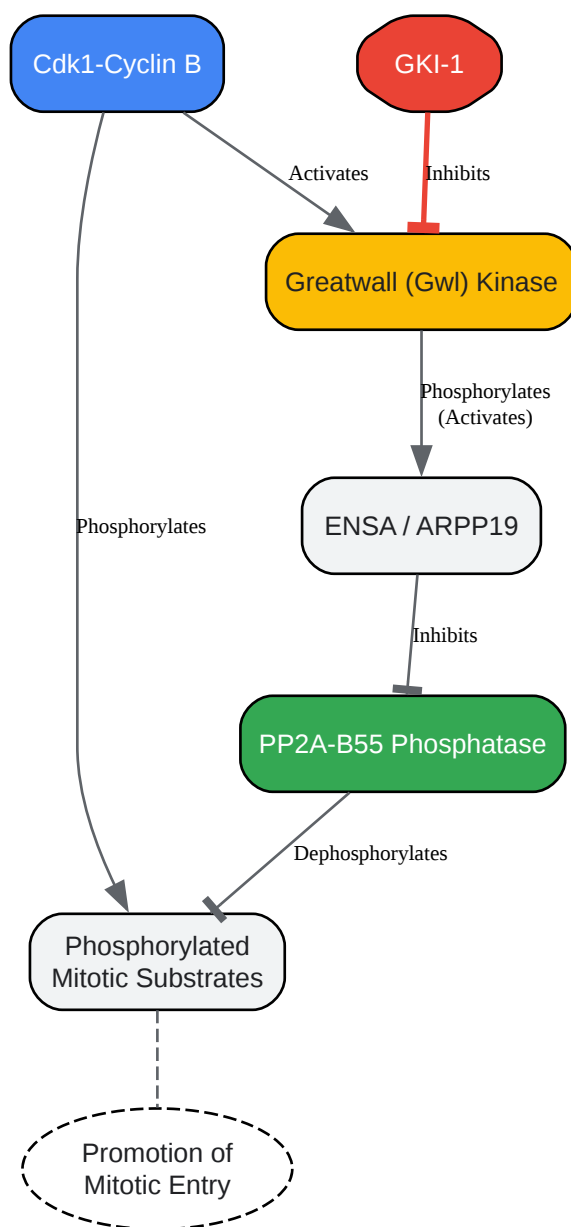 Cdk1-Cyclin B
GKI-1
Activates
Inhibits
Greatwall (Gwl) Kinase
Phosphorylates
(Activates)
ENSA / ARPP19
Phosphorylates
Inhibits
PP2A-B55 Phosphatase
Dephosphorylates
Phosphorylated
Mitotic Substrates
Promotion of
Mitotic Entry